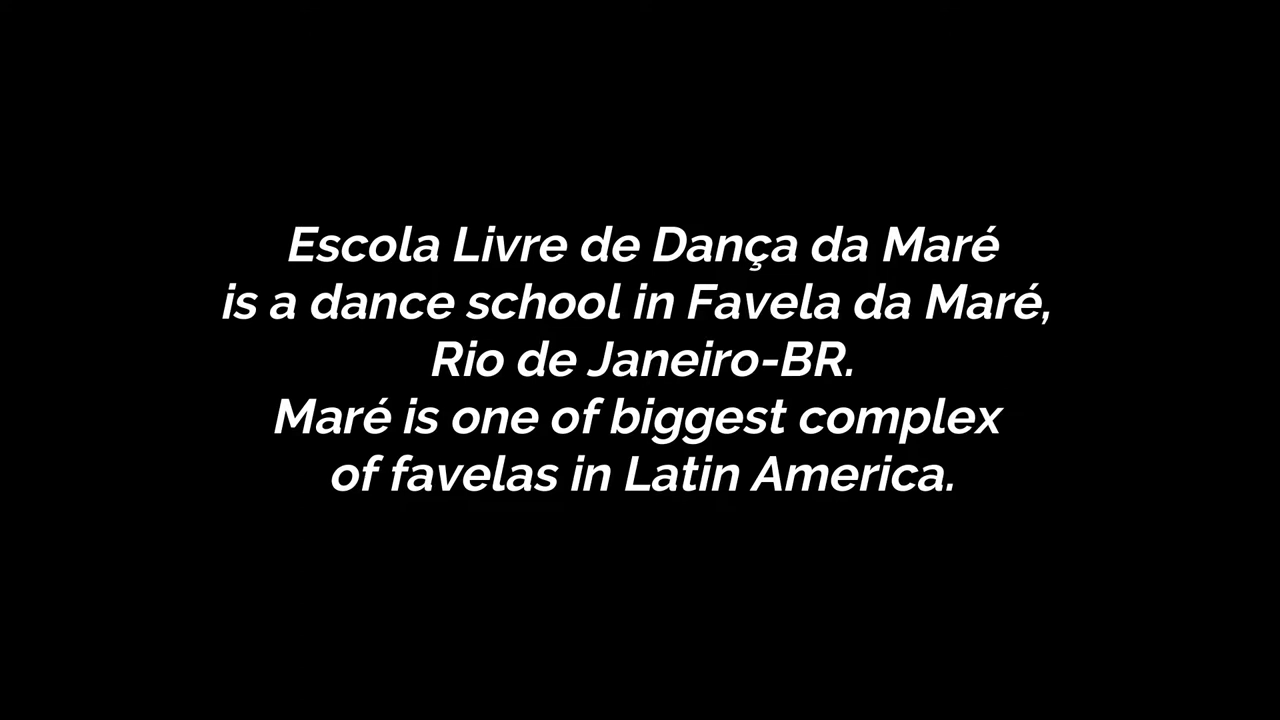 Escola Livre de Dança da Maré
is a dance school in Favela da Maré,
Rio de Janeiro-BR.
Maré is one of biggest complex
of favelas in Latin America.